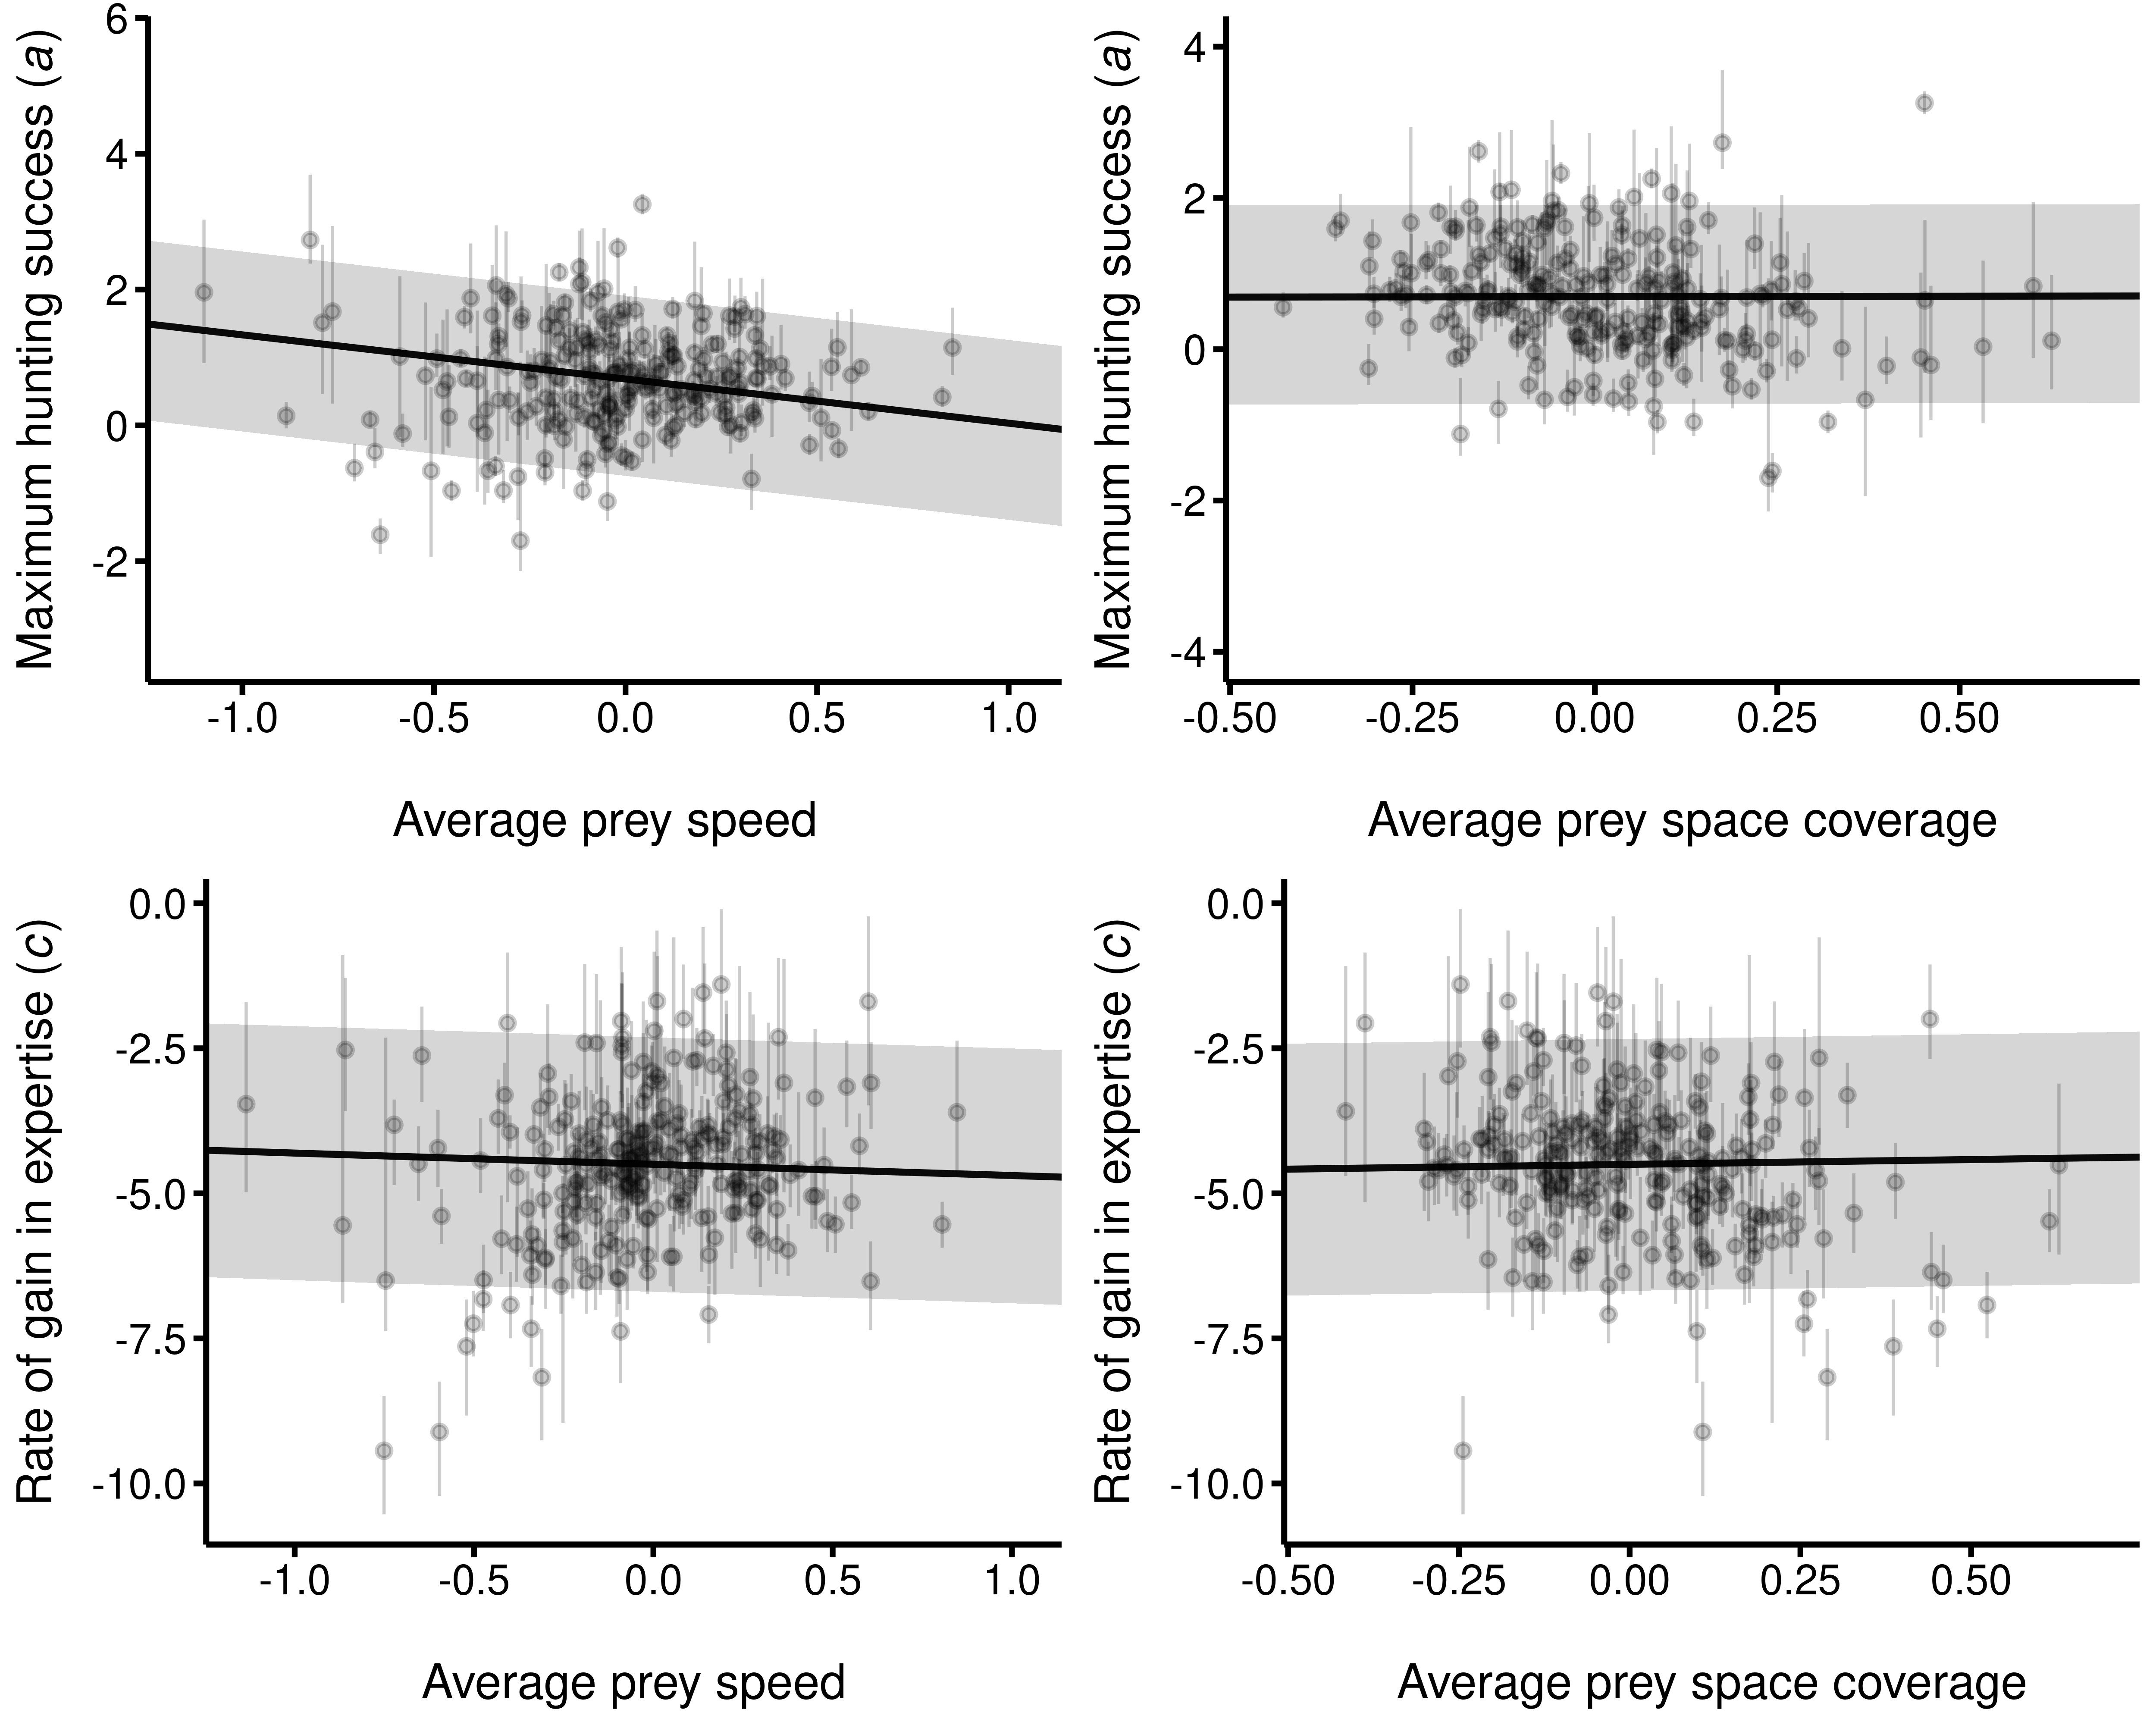 Maximum hunting success (a)
6
4
2
0
-2
-1.0 -0.5 0.0 0.5 1.0
Average prey speed
Maximum hunting success (a)
4
2
0
-2
-4
-0.50 -0.25 0.00 0.25 0.50
Average prey space coverage
Rate of gain in expertise (c)
0.0
-2.5
-5.0
-7.5
-10.0
-1.0 -0.5 0.0 0.5 1.0
Average prey speed
Rate of gain in expertise (c)
0.0
-2.5
-5.0
-7.5
-10.0
-0.50 -0.25 0.00 0.25 0.50
Average prey space coverage